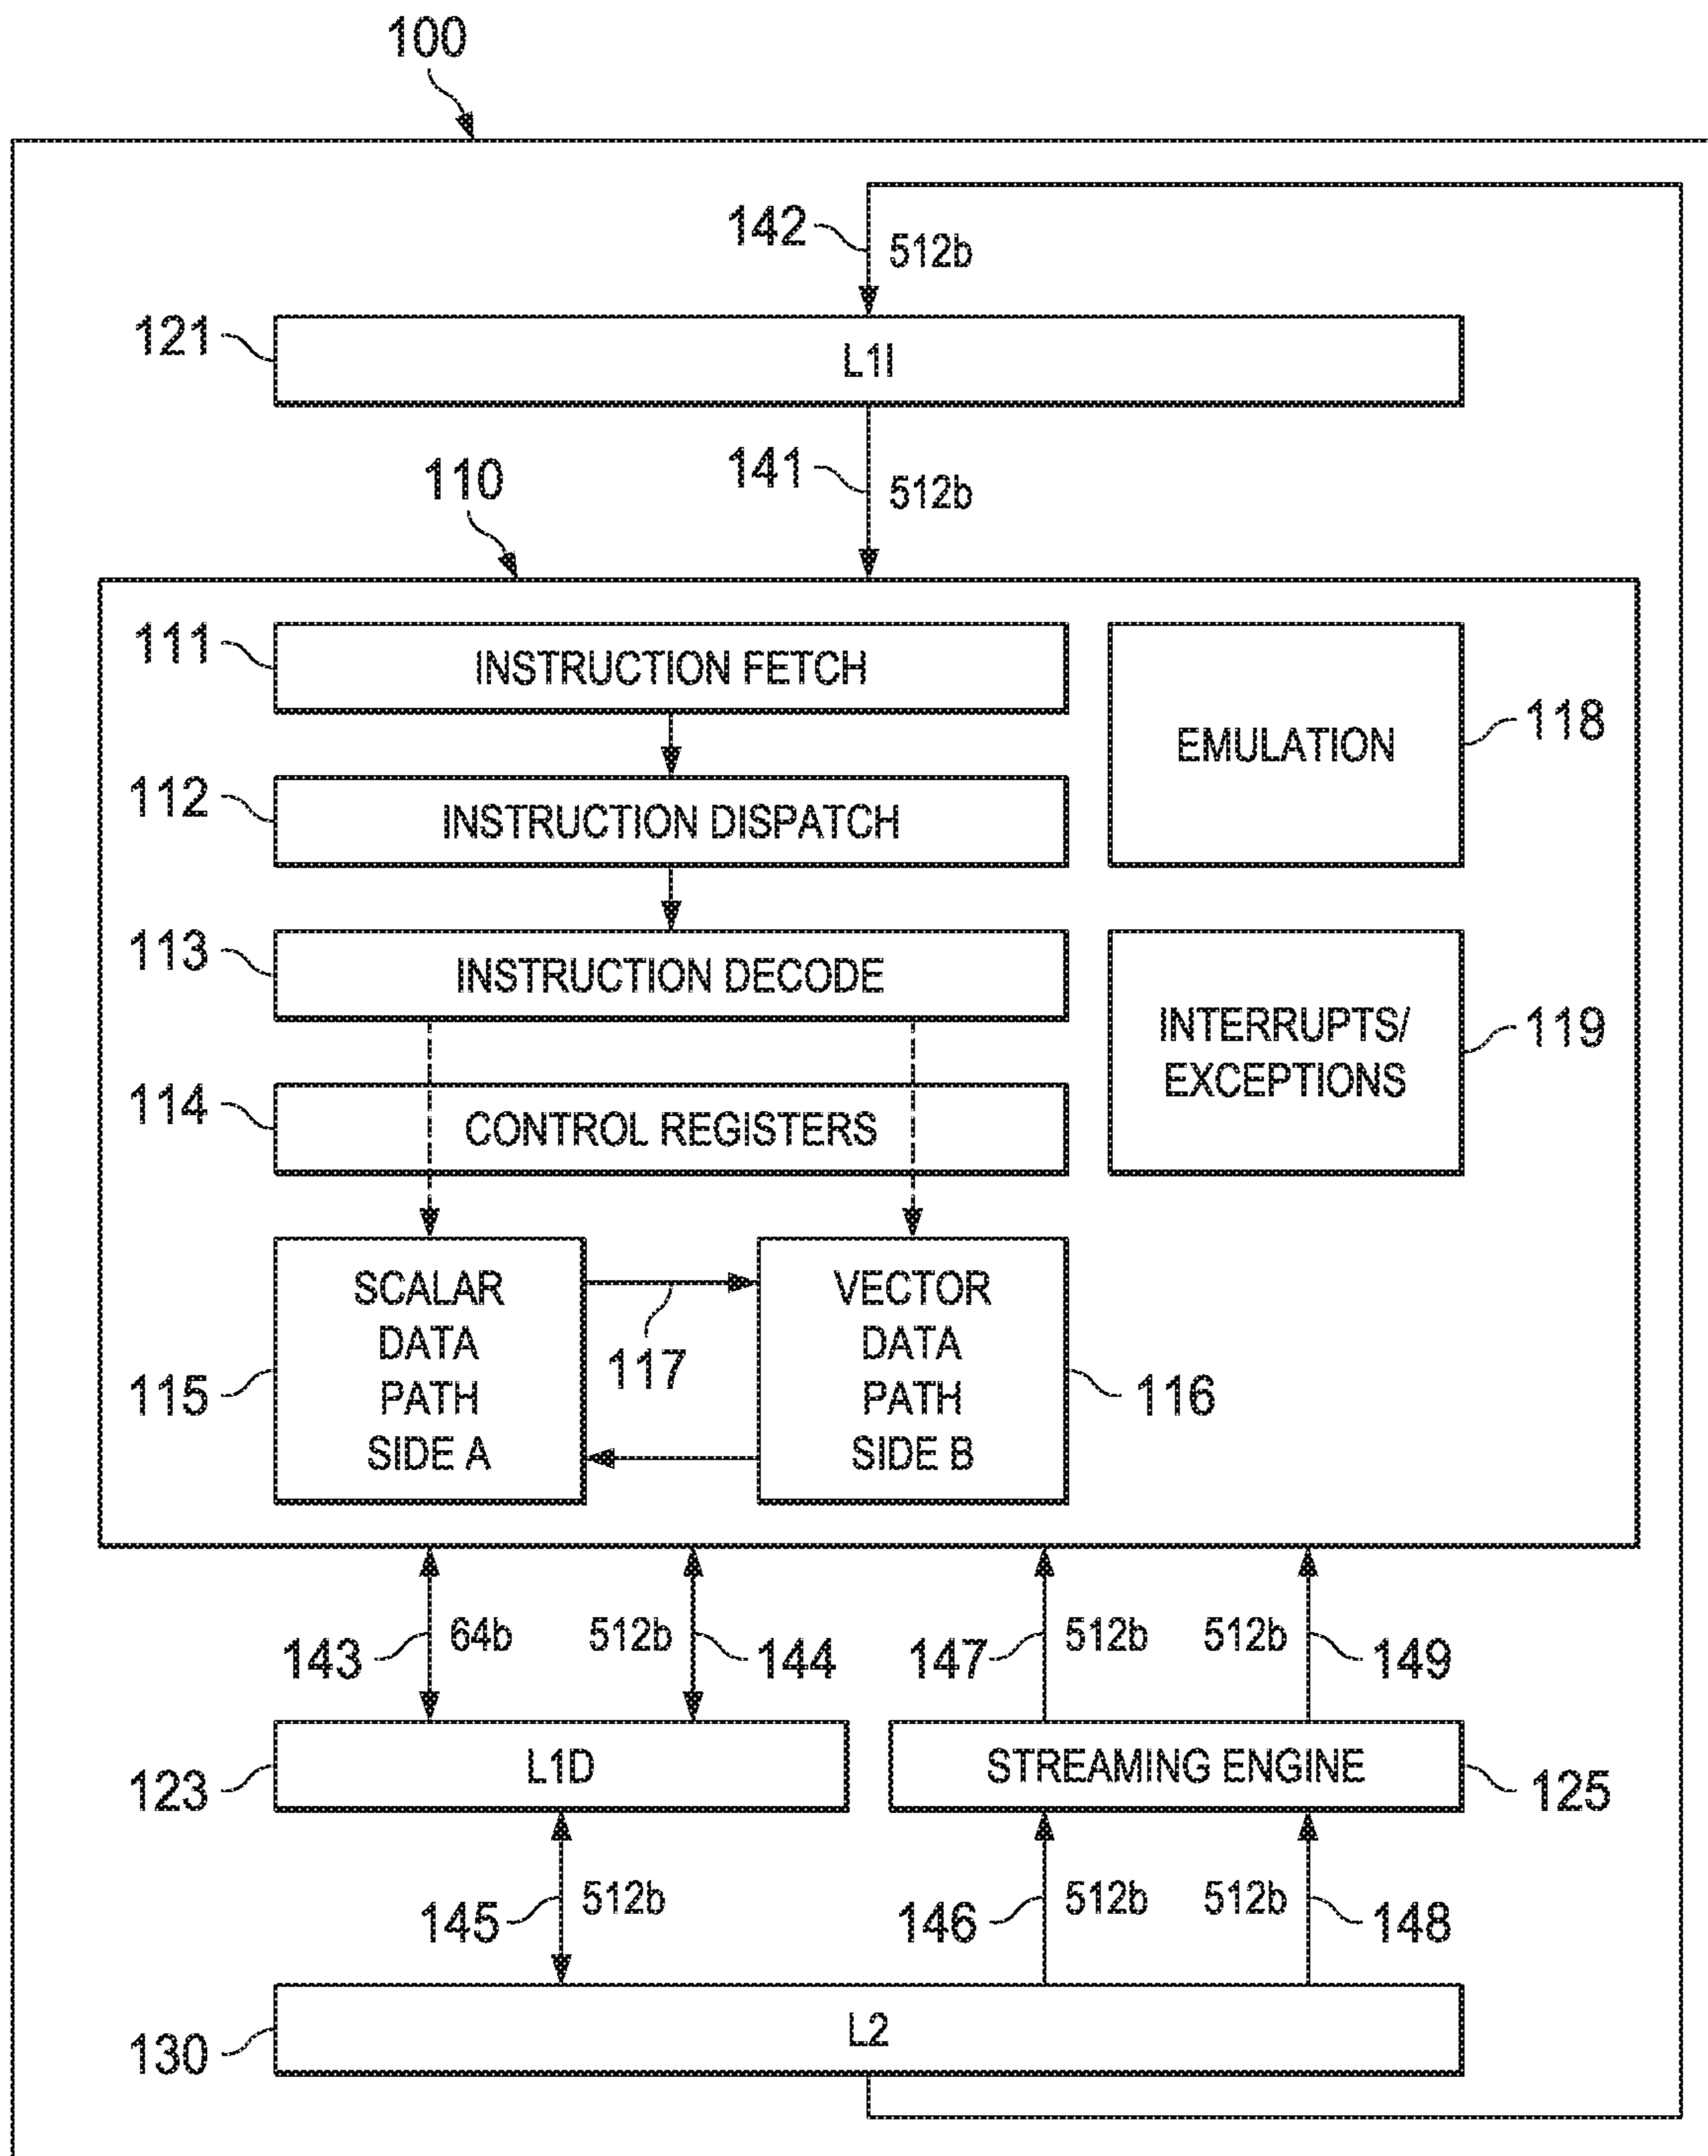 100
142
512b
121
L1I
141
512b
110
111
INSTRUCTION FETCH
EMULATION
118
112
INSTRUCTION DISPATCH
113
INSTRUCTION DECODE
INTERRUPTS/
EXCEPTIONS
119
114
CONTROL REGISTERS
SCALAR
DATA
PATH
SIDE A
115
117
VECTOR
DATA
PATH
SIDE B
116
143
64b
512b
144
147
512b
512b
149
123
L1D
STREAMING ENGINE
125
145
512b
146
512b
512b
148
130
L2